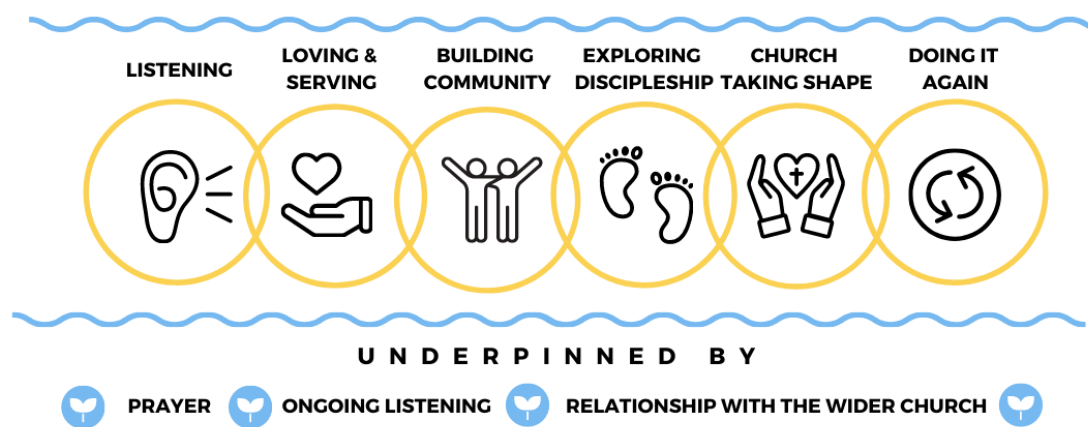 LISTENING
LOVING &
SERVING
BUILDING
COMMUNITY
EXPLORING
DISCIPLESHIP
CHURCH
TAKING SHAPE
DOING IT
AGAIN
UNDERPINNED BY
PRAYER
ONGOING LISTENING
RELATIONSHIP WITH THE WIDER CHURCH